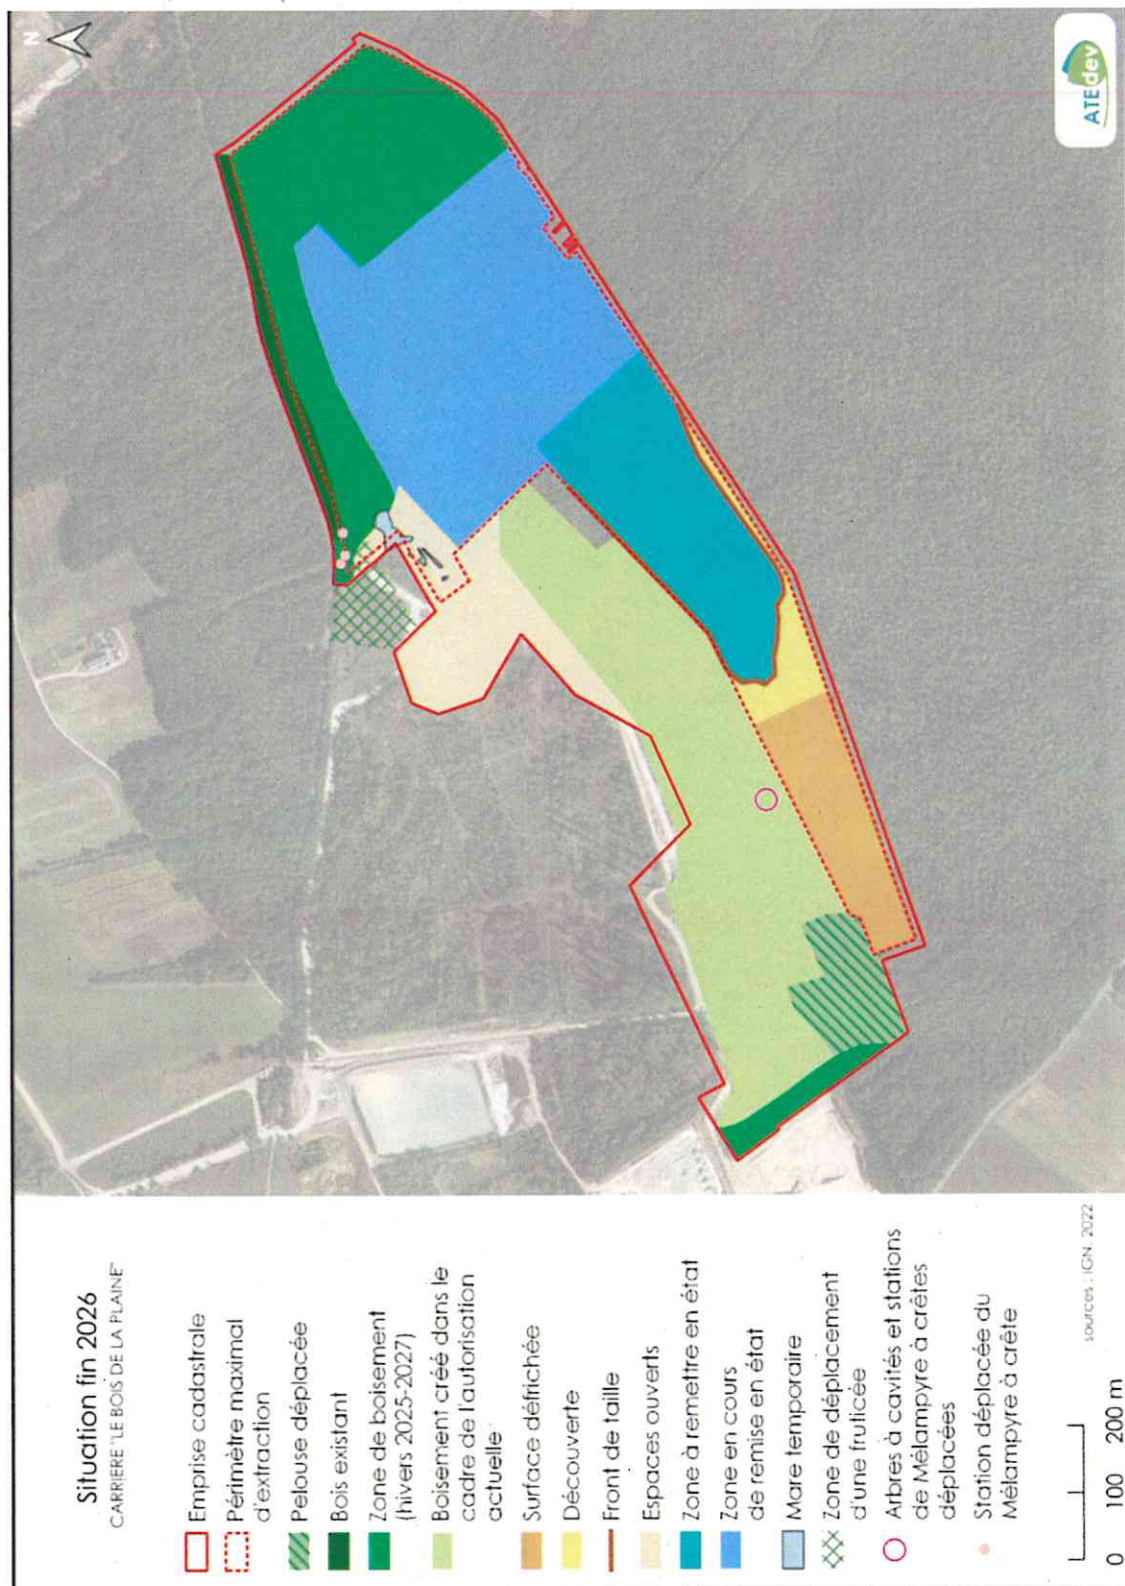 Situation fin 2026
CARRIERE "LE BOIS DE LA PLAINE"
Emprise cadastrale
Périmètre maximal
d'extraction
Pelouse déplacée
Bois existant
Zone de boisement
(hivers 2025-2027)
Boisement créé dans le
cadre de l'autorisation
actuelle
Surface défrichée
Découverte
Front de taille
Espaces ouverts
Zone à remettre en état
Zone en cours
de remise en état
Mare temporaire
Zone de déplacement
d'une fruticée
Arbres à cavités et stations
de Mélampyre à crêtes
déplacées
Station déplacée du
Mélampyre à crête
0 100 200 m
sources : IGN, 2022
N
ATEdev